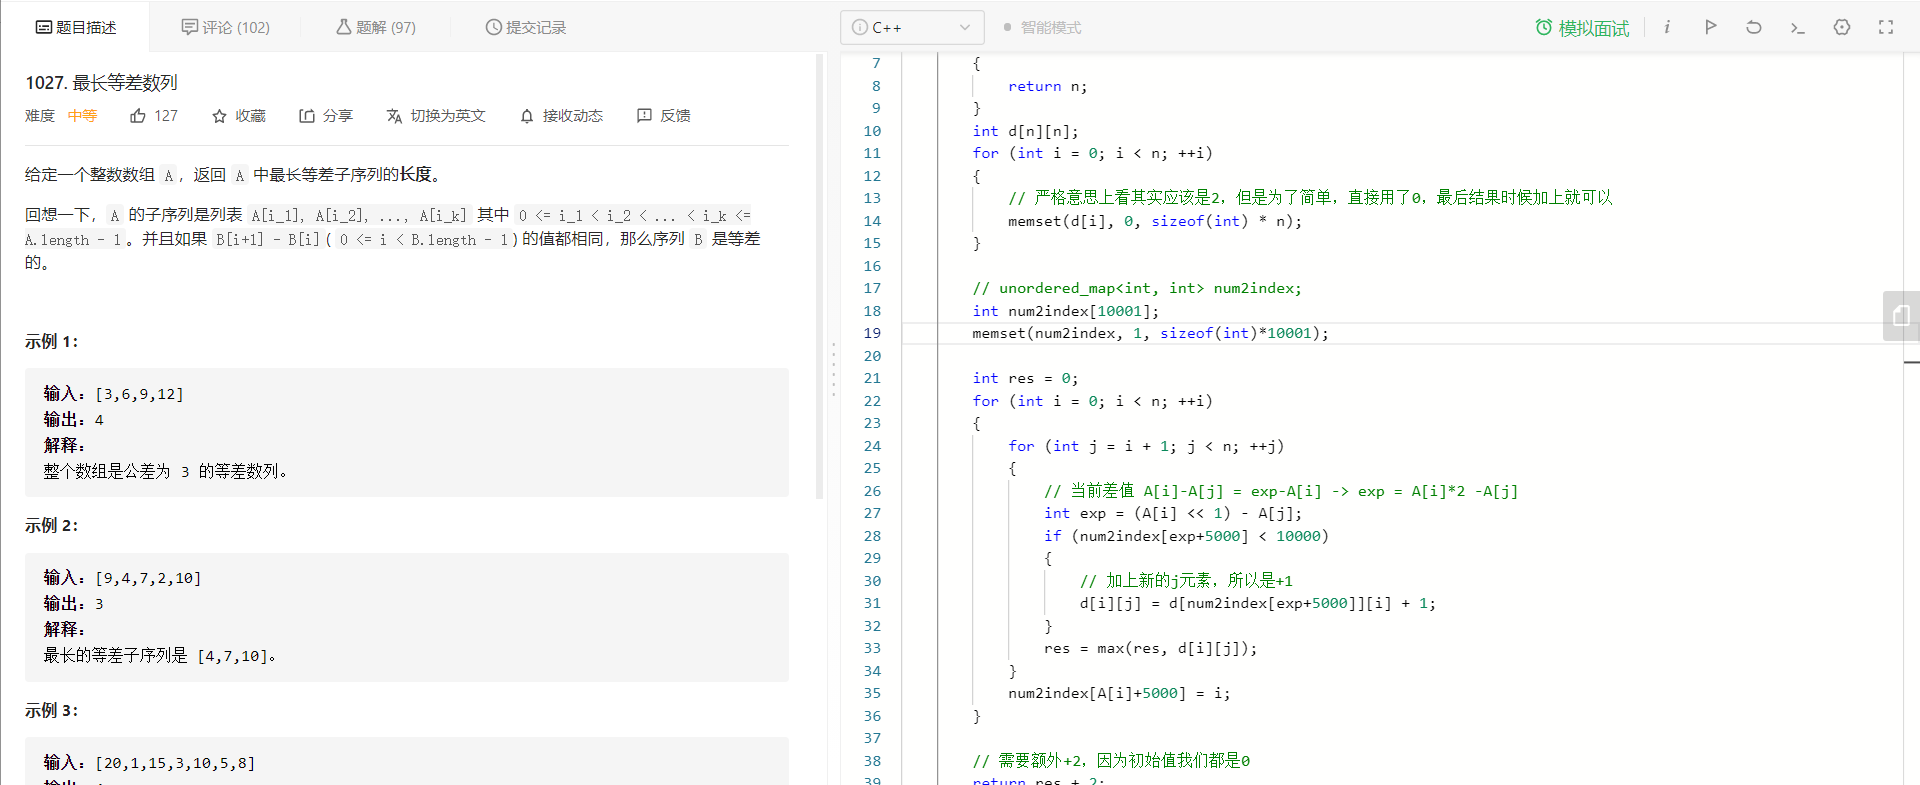 题目描述
评论 (102)
题解 (97)
提交记录
1027. 最长等差数列
难度 中等 127 收藏 分享 切换为英文 接收动态 反馈
给定一个整数数组 A，返回 A 中最长等差子序列的长度。
回想一下，A 的子序列是列表 A[i_1], A[i_2], ..., A[i_k] 其中 0 <= i_1 < i_2 < ... < i_k <=
A.length - 1。并且如果 B[i+1] - B[i]( 0 <= i < B.length - 1) 的值都相同，那么序列 B 是等差
的。
示例 1：
输入：[3,6,9,12]
输出：4
解释：
整个数组是公差为 3 的等差数列。
示例 2：
输入：[9,4,7,2,10]
输出：3
解释：
最长的等差子序列是 [4,7,10]。
示例 3：
输入：[20,1,15,3,10,5,8]
C++
智能模式
模拟面试
7 {
8 return n;
9 }
10 int d[n][n];
11 for (int i = 0; i < n; ++i)
12 {
13 // 严格意思上看其实应该是2，但是为了简单，直接用了0，最后结果时候加上就可以
14 memset(d[i], 0, sizeof(int) * n);
15 }
16
17 // unordered_map<int, int> num2index;
18 int num2index[10001];
19 memset(num2index, 1, sizeof(int)*10001);
20
21 int res = 0;
22 for (int i = 0; i < n; ++i)
23 {
24 for (int j = i + 1; j < n; ++j)
25 {
26 // 当前差值 A[i]-A[j] = exp-A[i] -> exp = A[i]*2 -A[j]
27 int exp = (A[i] << 1) - A[j];
28 if (num2index[exp+5000] < 10000)
29 {
30 // 加上新的j元素，所以是+1
31 d[i][j] = d[num2index[exp+5000]][i] + 1;
32 }
33 res = max(res, d[i][j]);
34 }
35 num2index[A[i]+5000] = i;
36 }
37
38 // 需要额外+2，因为初始值我们都是0
39 return res + 2;